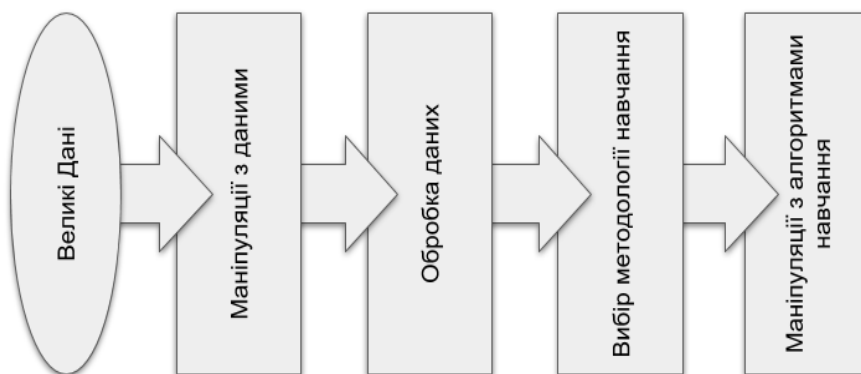 Великі Дані
Маніпуляції з даними
Обробка даних
Вибір методології навчання
Маніпуляції з алгоритмами
навчання